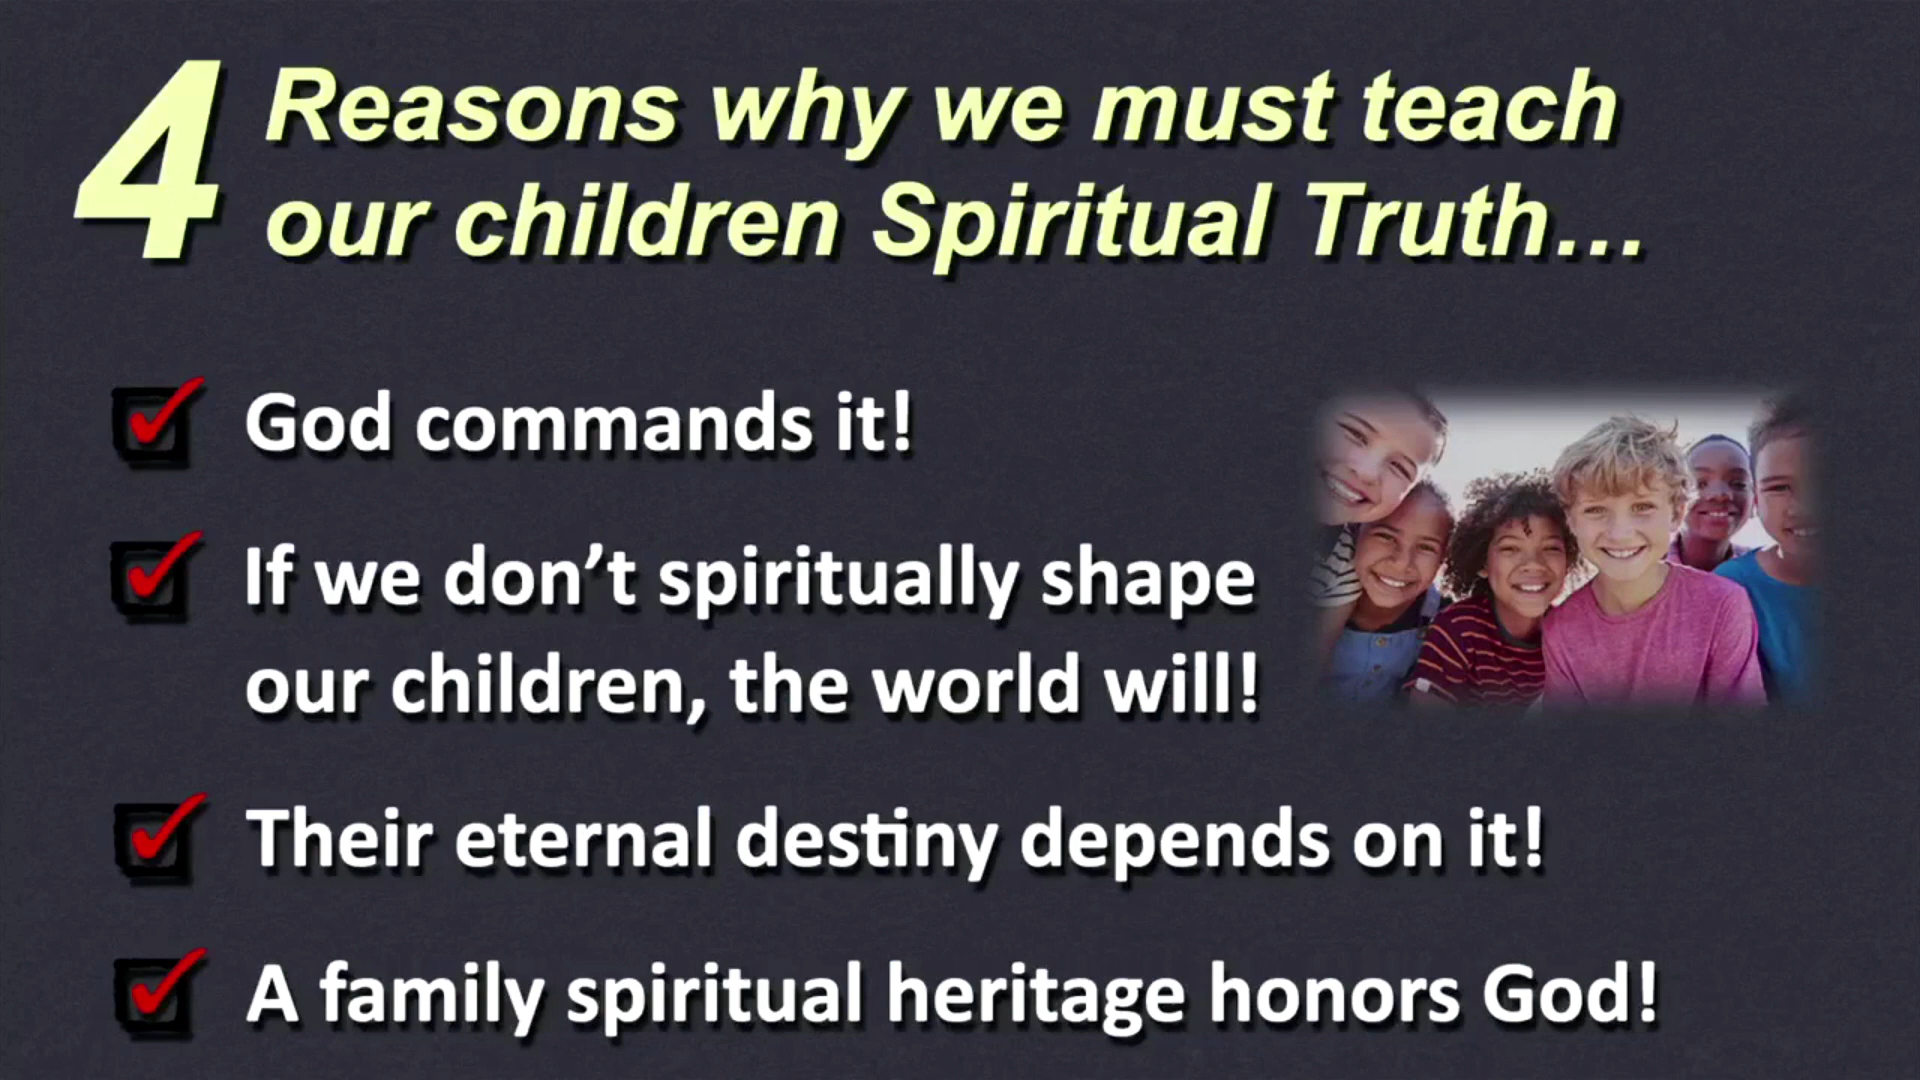 4 Reasons why we must teach
our children Spiritual Truth...
God commands it!
If we don’t spiritually shape
our children, the world will!
Their eternal destiny depends on it!
A family spiritual heritage honors God!